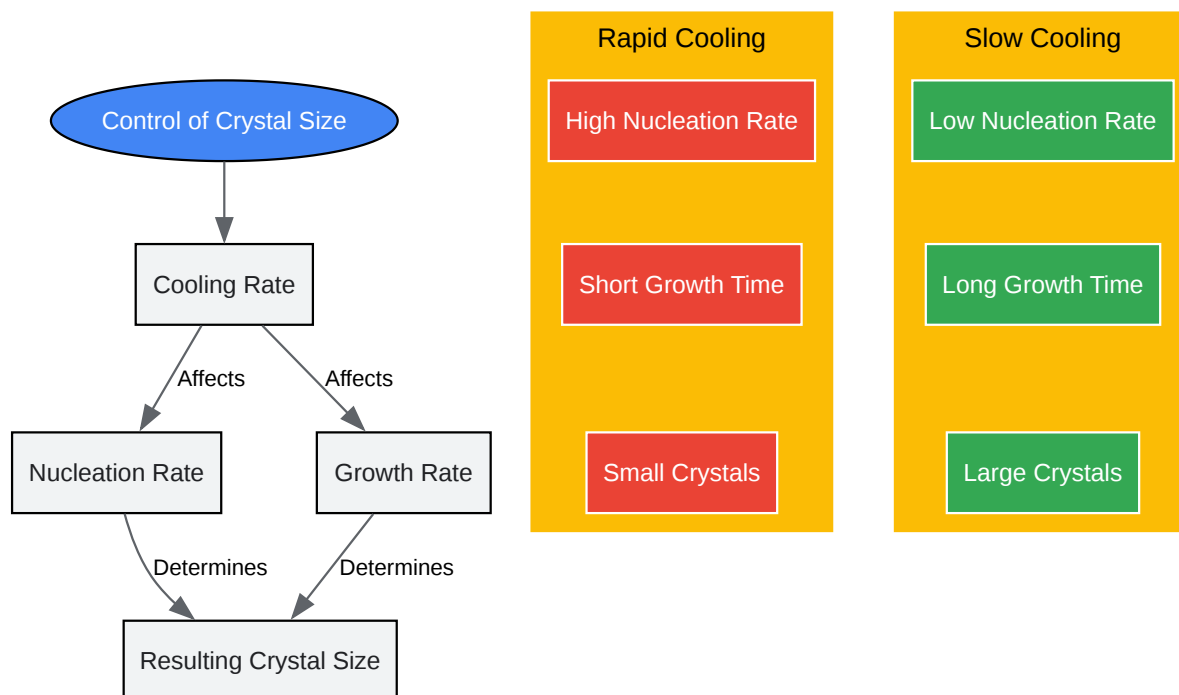 Control of Crystal Size
Cooling Rate
Affects
Affects
Nucleation Rate
Growth Rate
Determines
Determines
Resulting Crystal Size
Rapid Cooling
High Nucleation Rate
Short Growth Time
Small Crystals
Slow Cooling
Low Nucleation Rate
Long Growth Time
Large Crystals